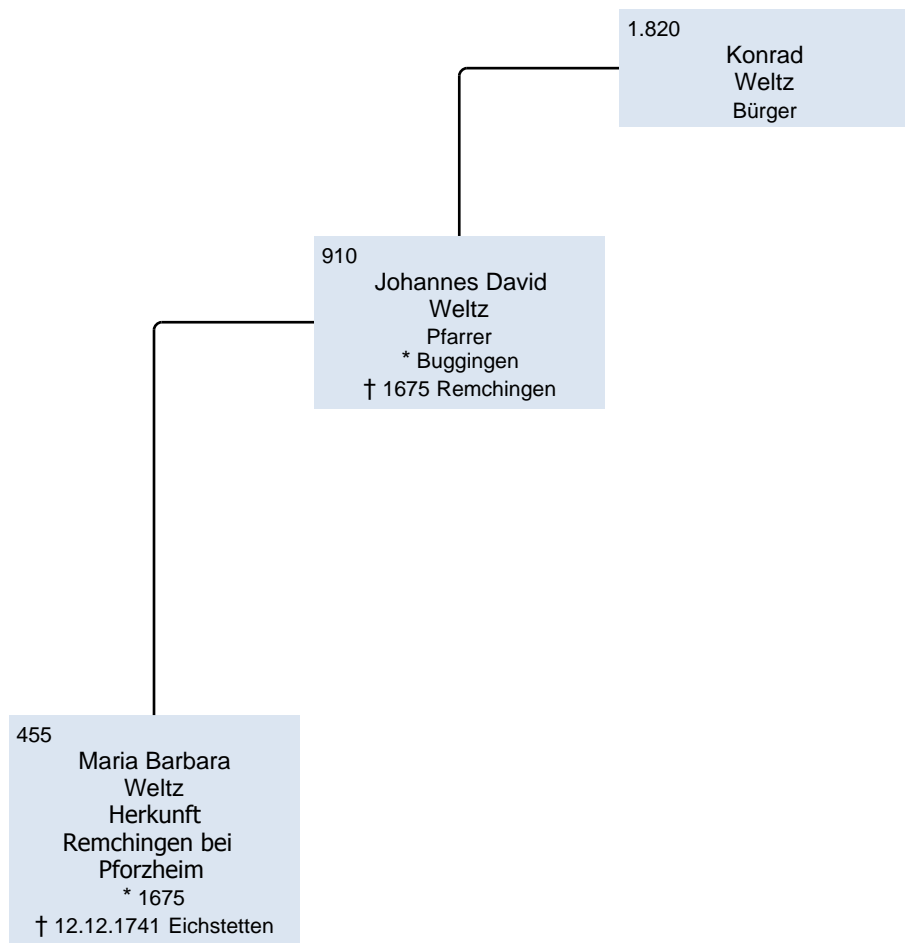 1.820
Konrad
Weltz
Bürger
910
Johannes David
Weltz
Pfarrer
* Buggingen
† 1675 Remchingen
455
Maria Barbara
Weltz
Herkunft
Remchingen bei
Pforzheim
* 1675
† 12.12.1741 Eichstetten